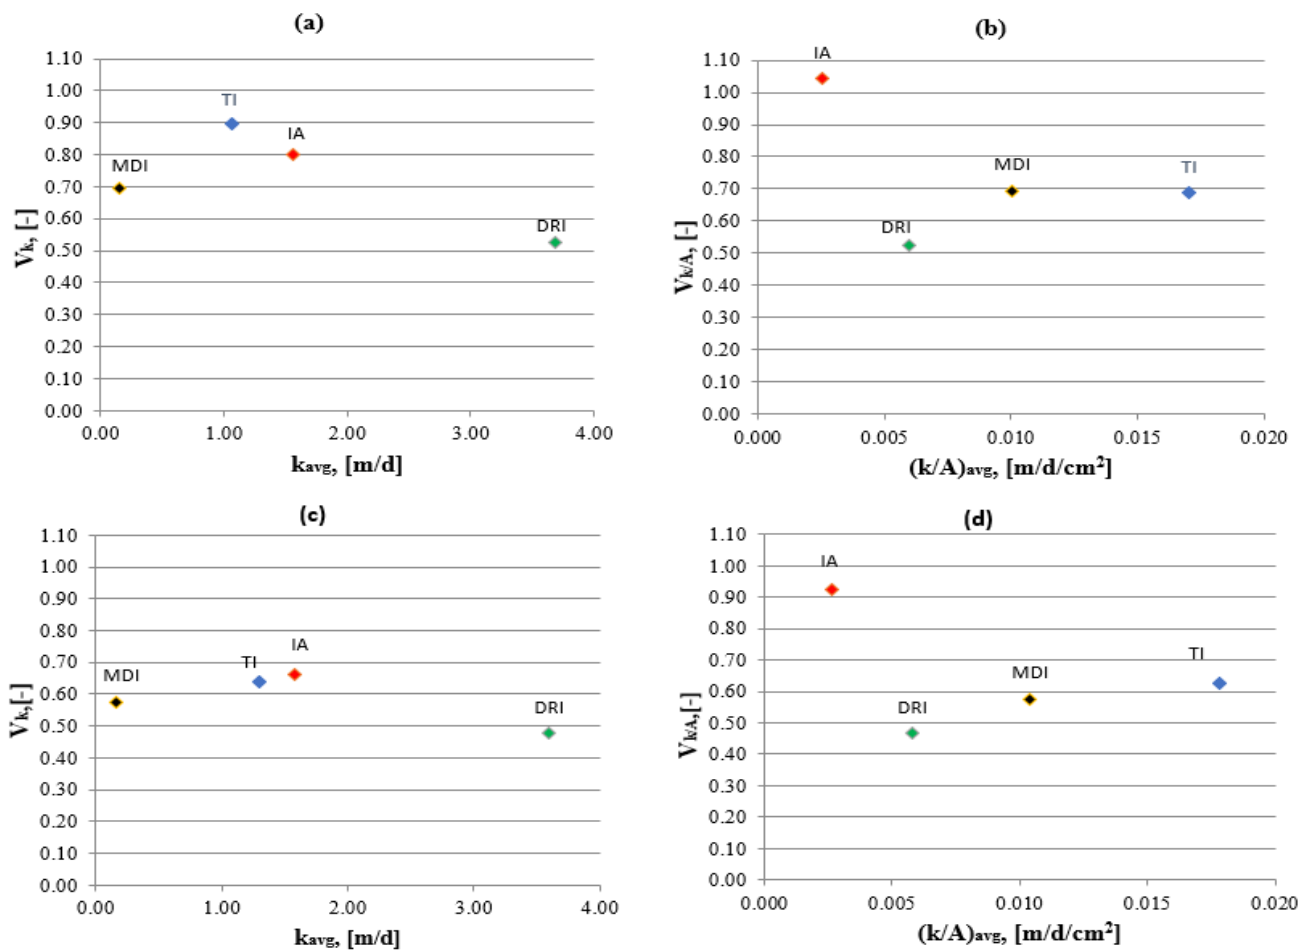 (a)
1.10
1.00
0.90
0.80
0.70
0.60
0.50
0.40
0.30
0.20
0.10
0.00
Vk, [-]
MDI
TI
IA
DRI
0.00 1.00 2.00 3.00 4.00
kavg, [m/d]
(b)
1.10
1.00
0.90
0.80
0.70
0.60
0.50
0.40
0.30
0.20
0.10
0.00
Vk/A, [-]
IA
DRI
MDI
TI
0.000 0.005 0.010 0.015 0.020
(k/A)avg, [m/d/cm²]
(c)
1.10
1.00
0.90
0.80
0.70
0.60
0.50
0.40
0.30
0.20
0.10
0.00
Vk,[-]
MDI
TI
IA
DRI
0.00 1.00 2.00 3.00 4.00
kavg, [m/d]
(d)
1.10
1.00
0.90
0.80
0.70
0.60
0.50
0.40
0.30
0.20
0.10
0.00
Vk/A,[-]
IA
DRI
MDI
TI
0.000 0.005 0.010 0.015 0.020
(k/A)avg, [m/d/cm²]